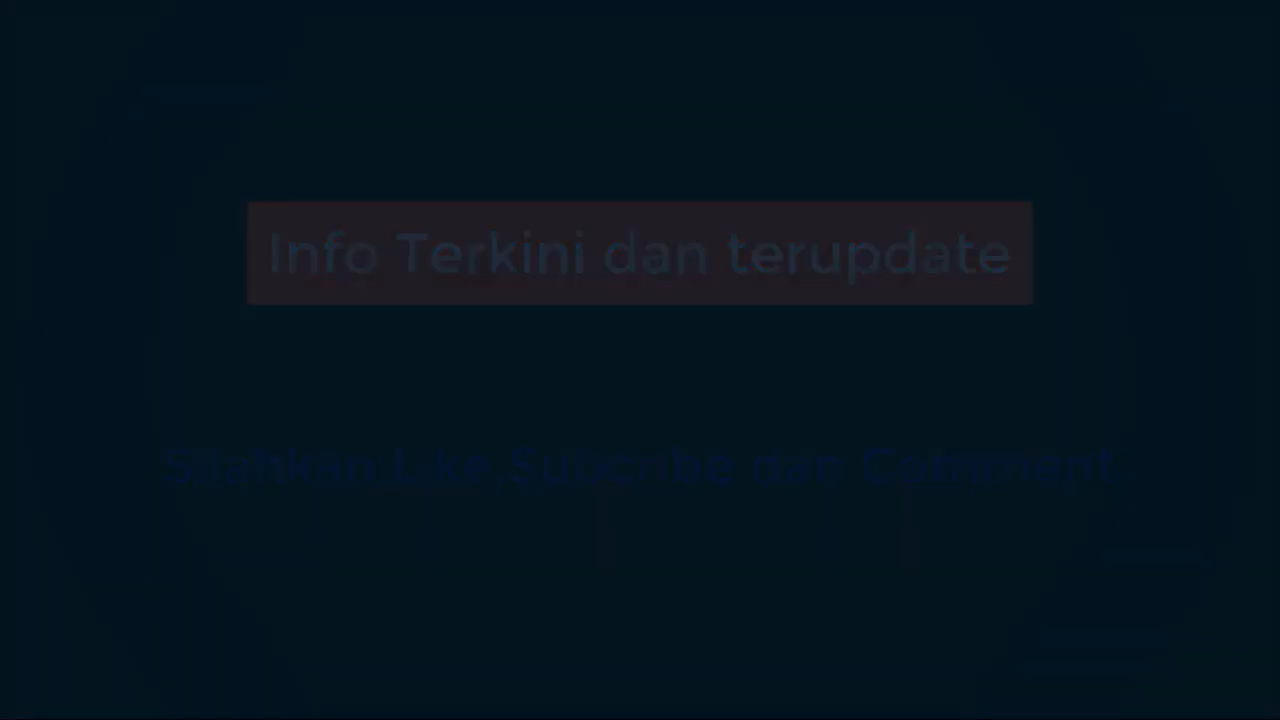 Info Terkini dan terupdate
Silahkan Like Subscribe dan Comment